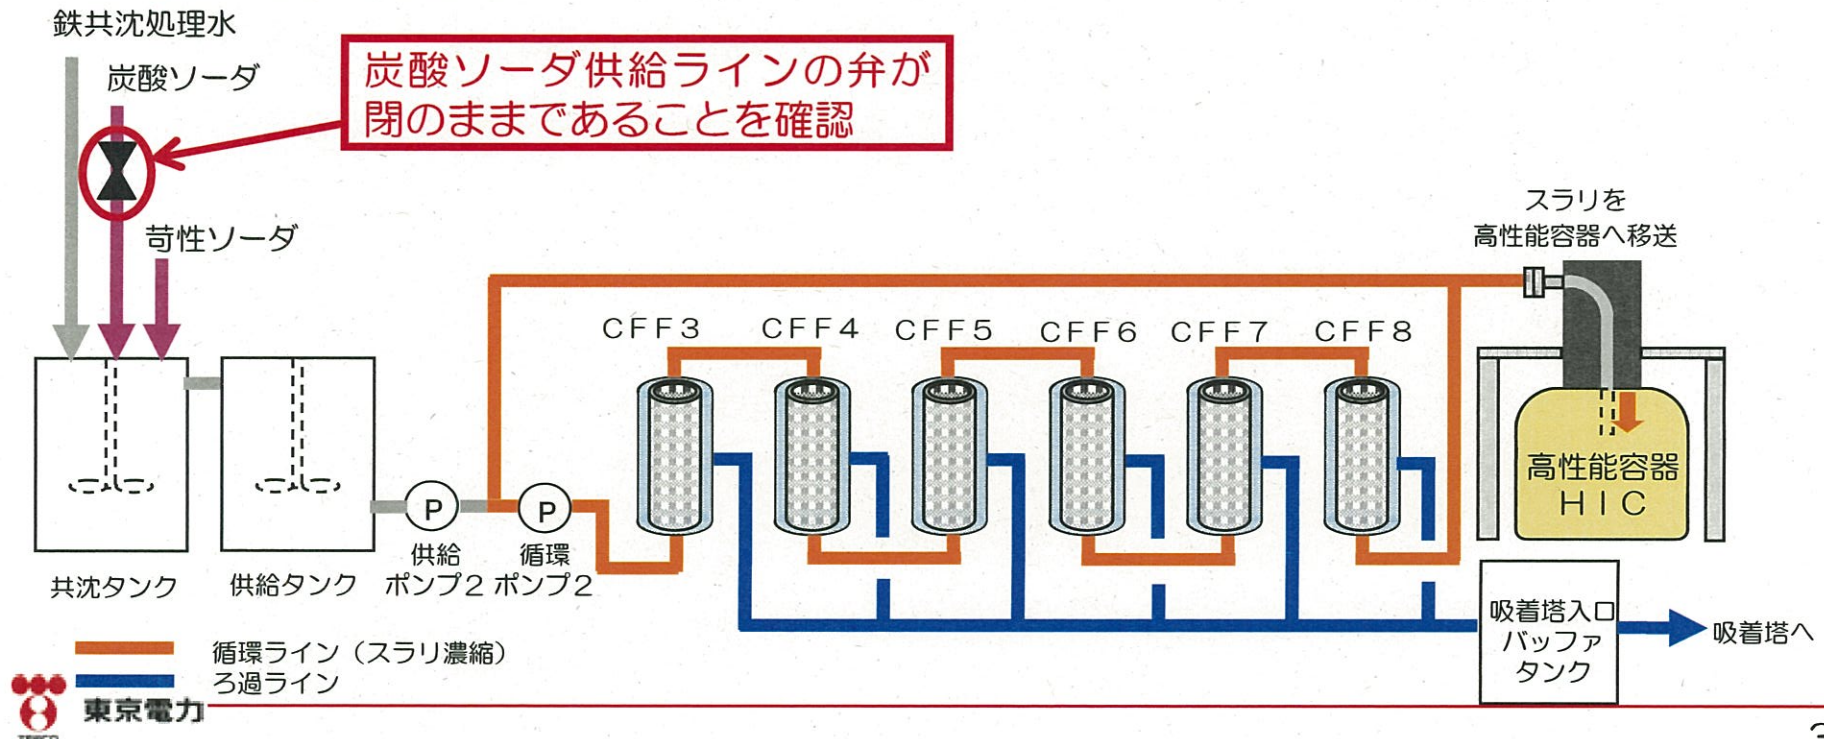 鉄共沈処理水
炭酸ソーダ
炭酸ソーダ供給ラインの弁が
閉のままであることを確認
苛性ソーダ
スラリを
高性能容器へ移送
CFF3
CFF4
CFF5
CFF6
CFF7
CFF8
高性能容器
HIC
P
P
共沈タンク
供給タンク
供給
ポンプ2
循環
ポンプ2
吸着塔入口
バッファ
タンク
吸着塔へ
循環ライン（スラリ濃縮）
ろ過ライン
東京電力